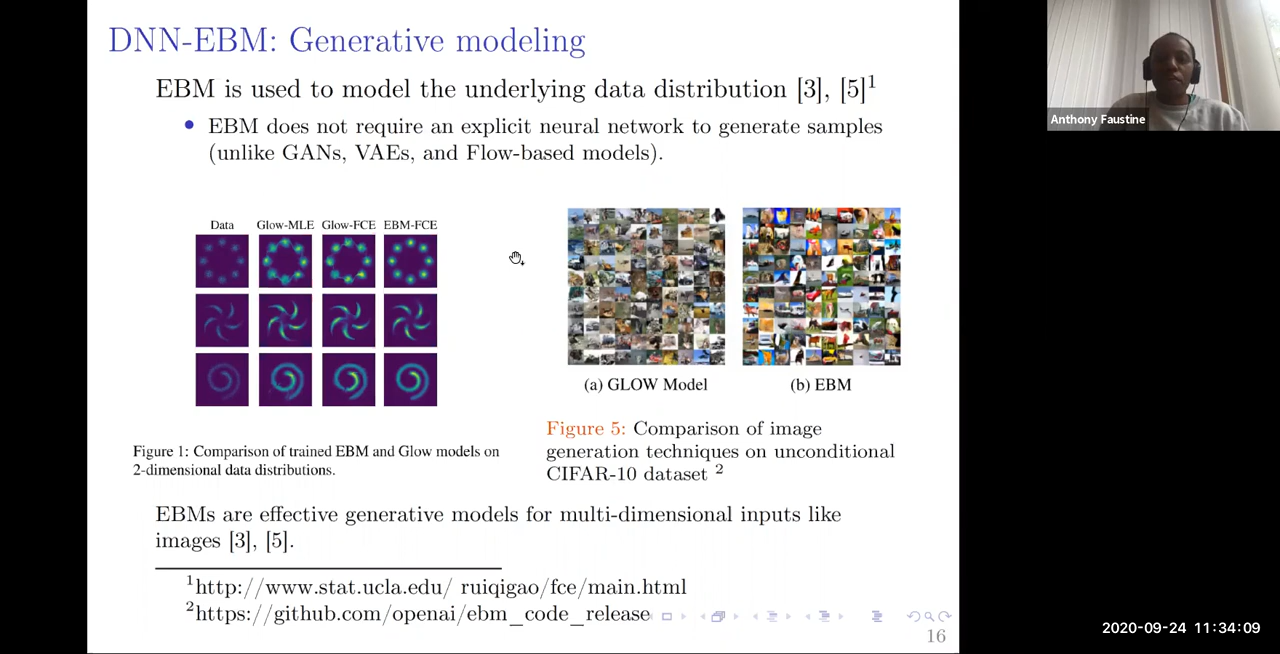 DNN-EBM: Generative modeling
EBM is used to model the underlying data distribution [3], [5]1
• EBM does not require an explicit neural network to generate samples
(unlike GANs, VAEs, and Flow-based models).
Data Glow-MLE Glow-FCE EBM-FCE
Figure 1: Comparison of trained EBM and Glow models on
2-dimensional data distributions.
(a) GLOW Model (b) EBM
Figure 5: Comparison of image
generation techniques on unconditional
CIFAR-10 dataset 2
EBMs are effective generative models for multi-dimensional inputs like
images [3], [5].
1http://www.stat.ucla.edu/ ruiqigao/fce/main.html
2https://github.com/openai/ebm_code_release
16
Anthony Faustine
2020-09-24 11:34:09